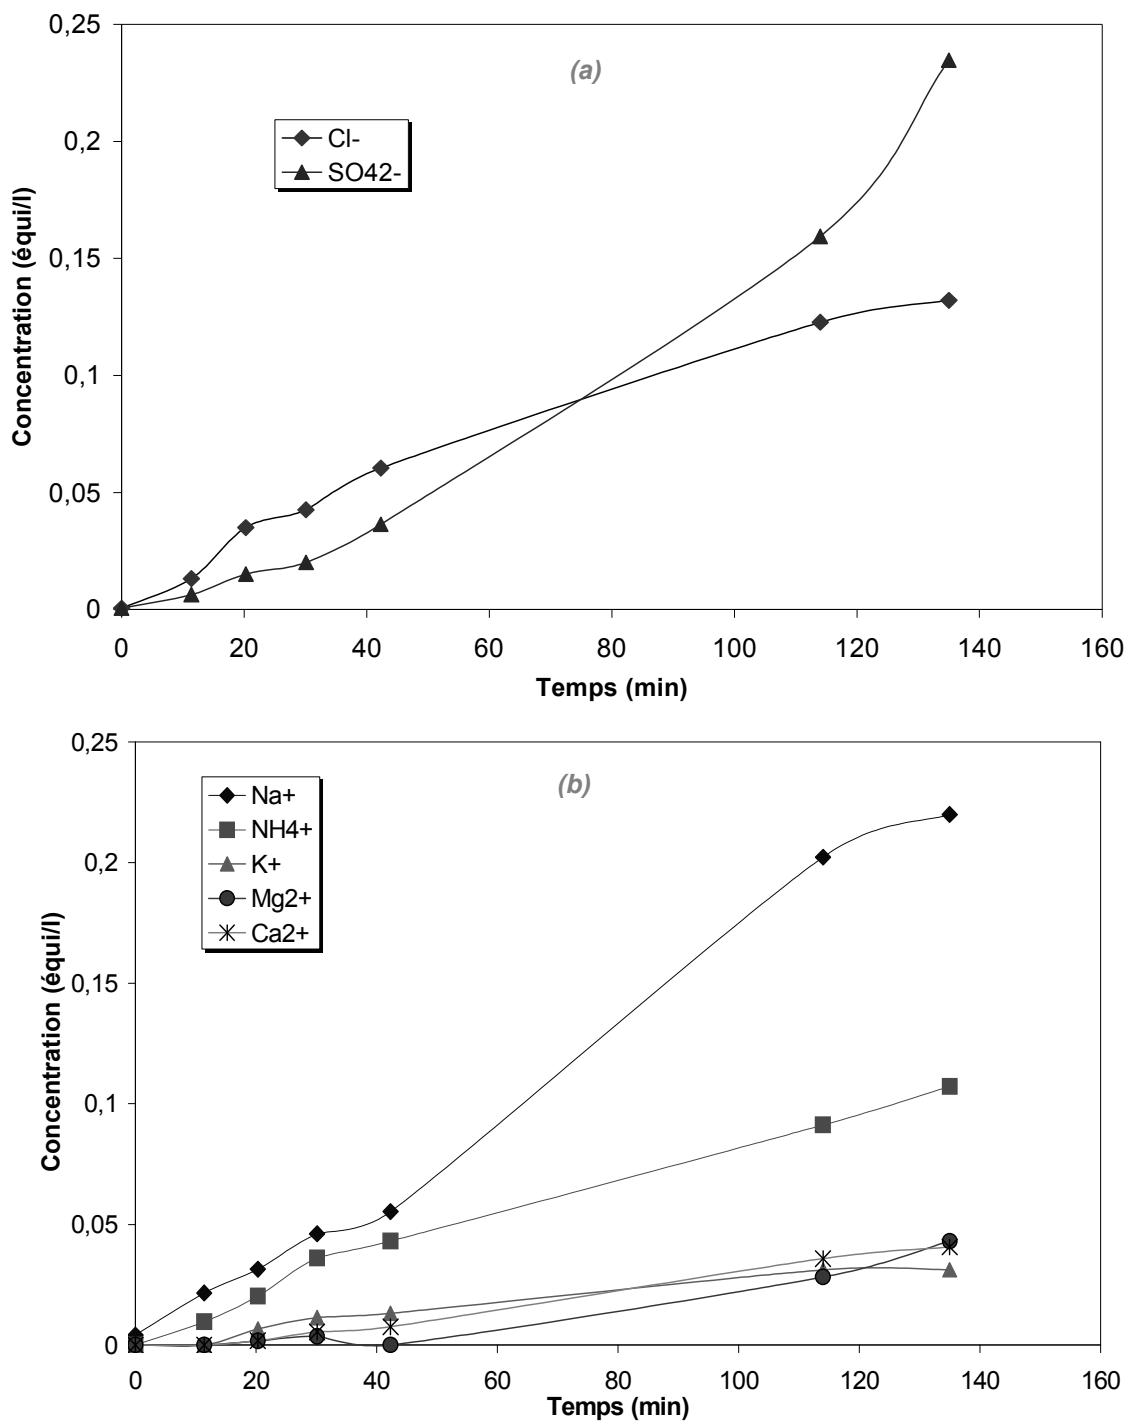 0,25
(a)
Cl-
SO42-
0,2
0,15
0,1
0,05
0
Concentration (équi/l)
0 20 40 60 80 100 120 140 160
Temps (min)
0,25
(b)
Na+
NH4+
K+
Mg2+
Ca2+
0,2
0,15
0,1
0,05
0
Concentration (équi/l)
0 20 40 60 80 100 120 140 160
Temps (min)